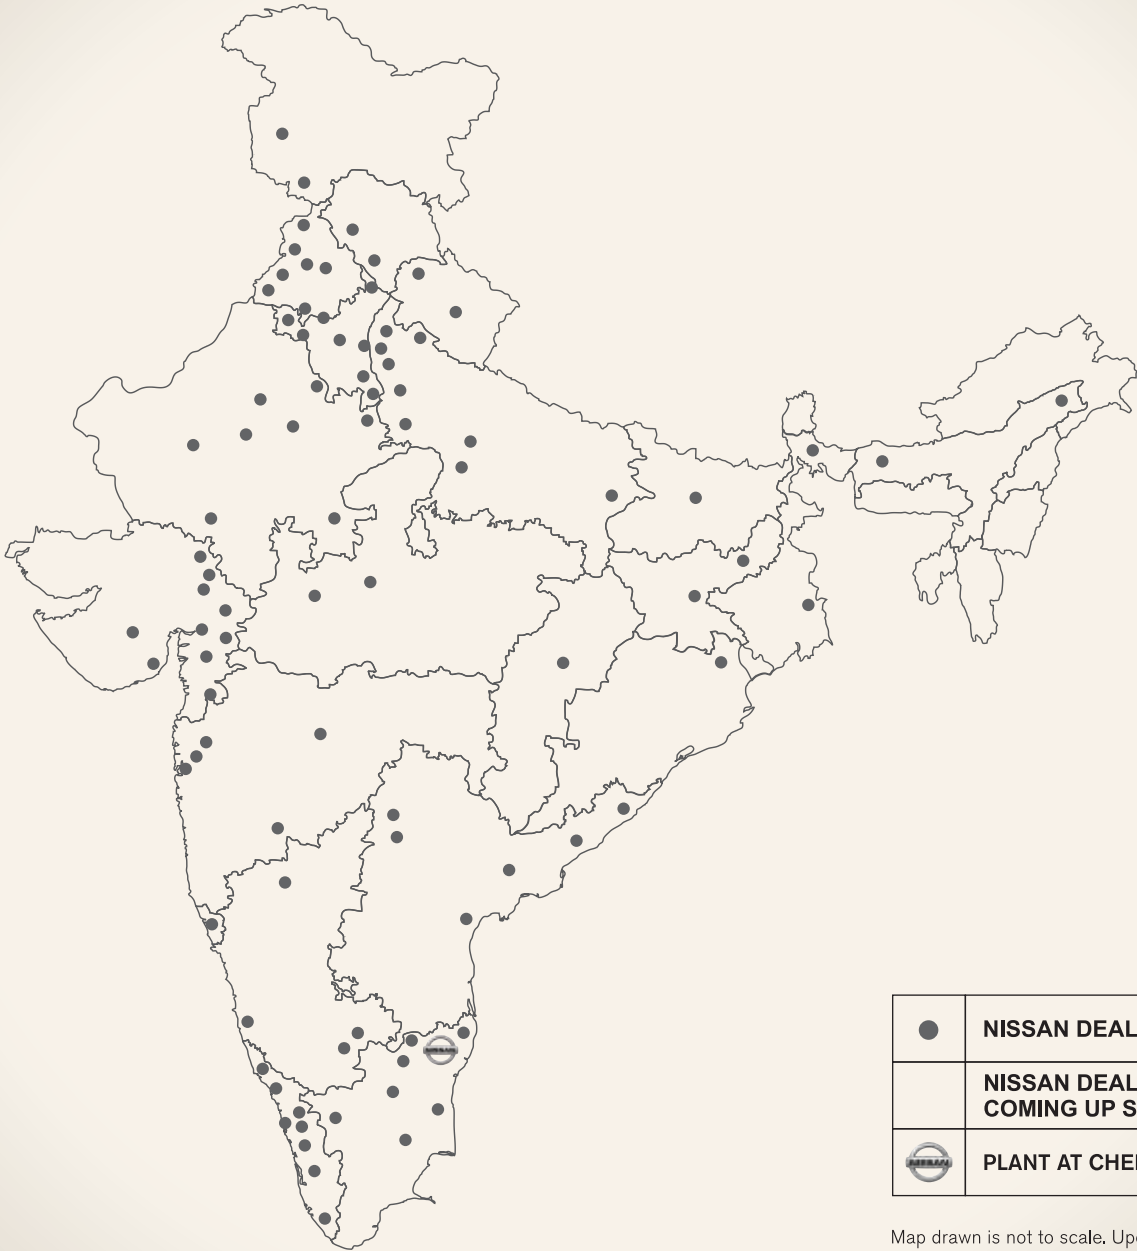 NISSAN DEAL
NISSAN DEAL
COMING UP S
PLANT AT CHE
Map drawn is not to scale. Up